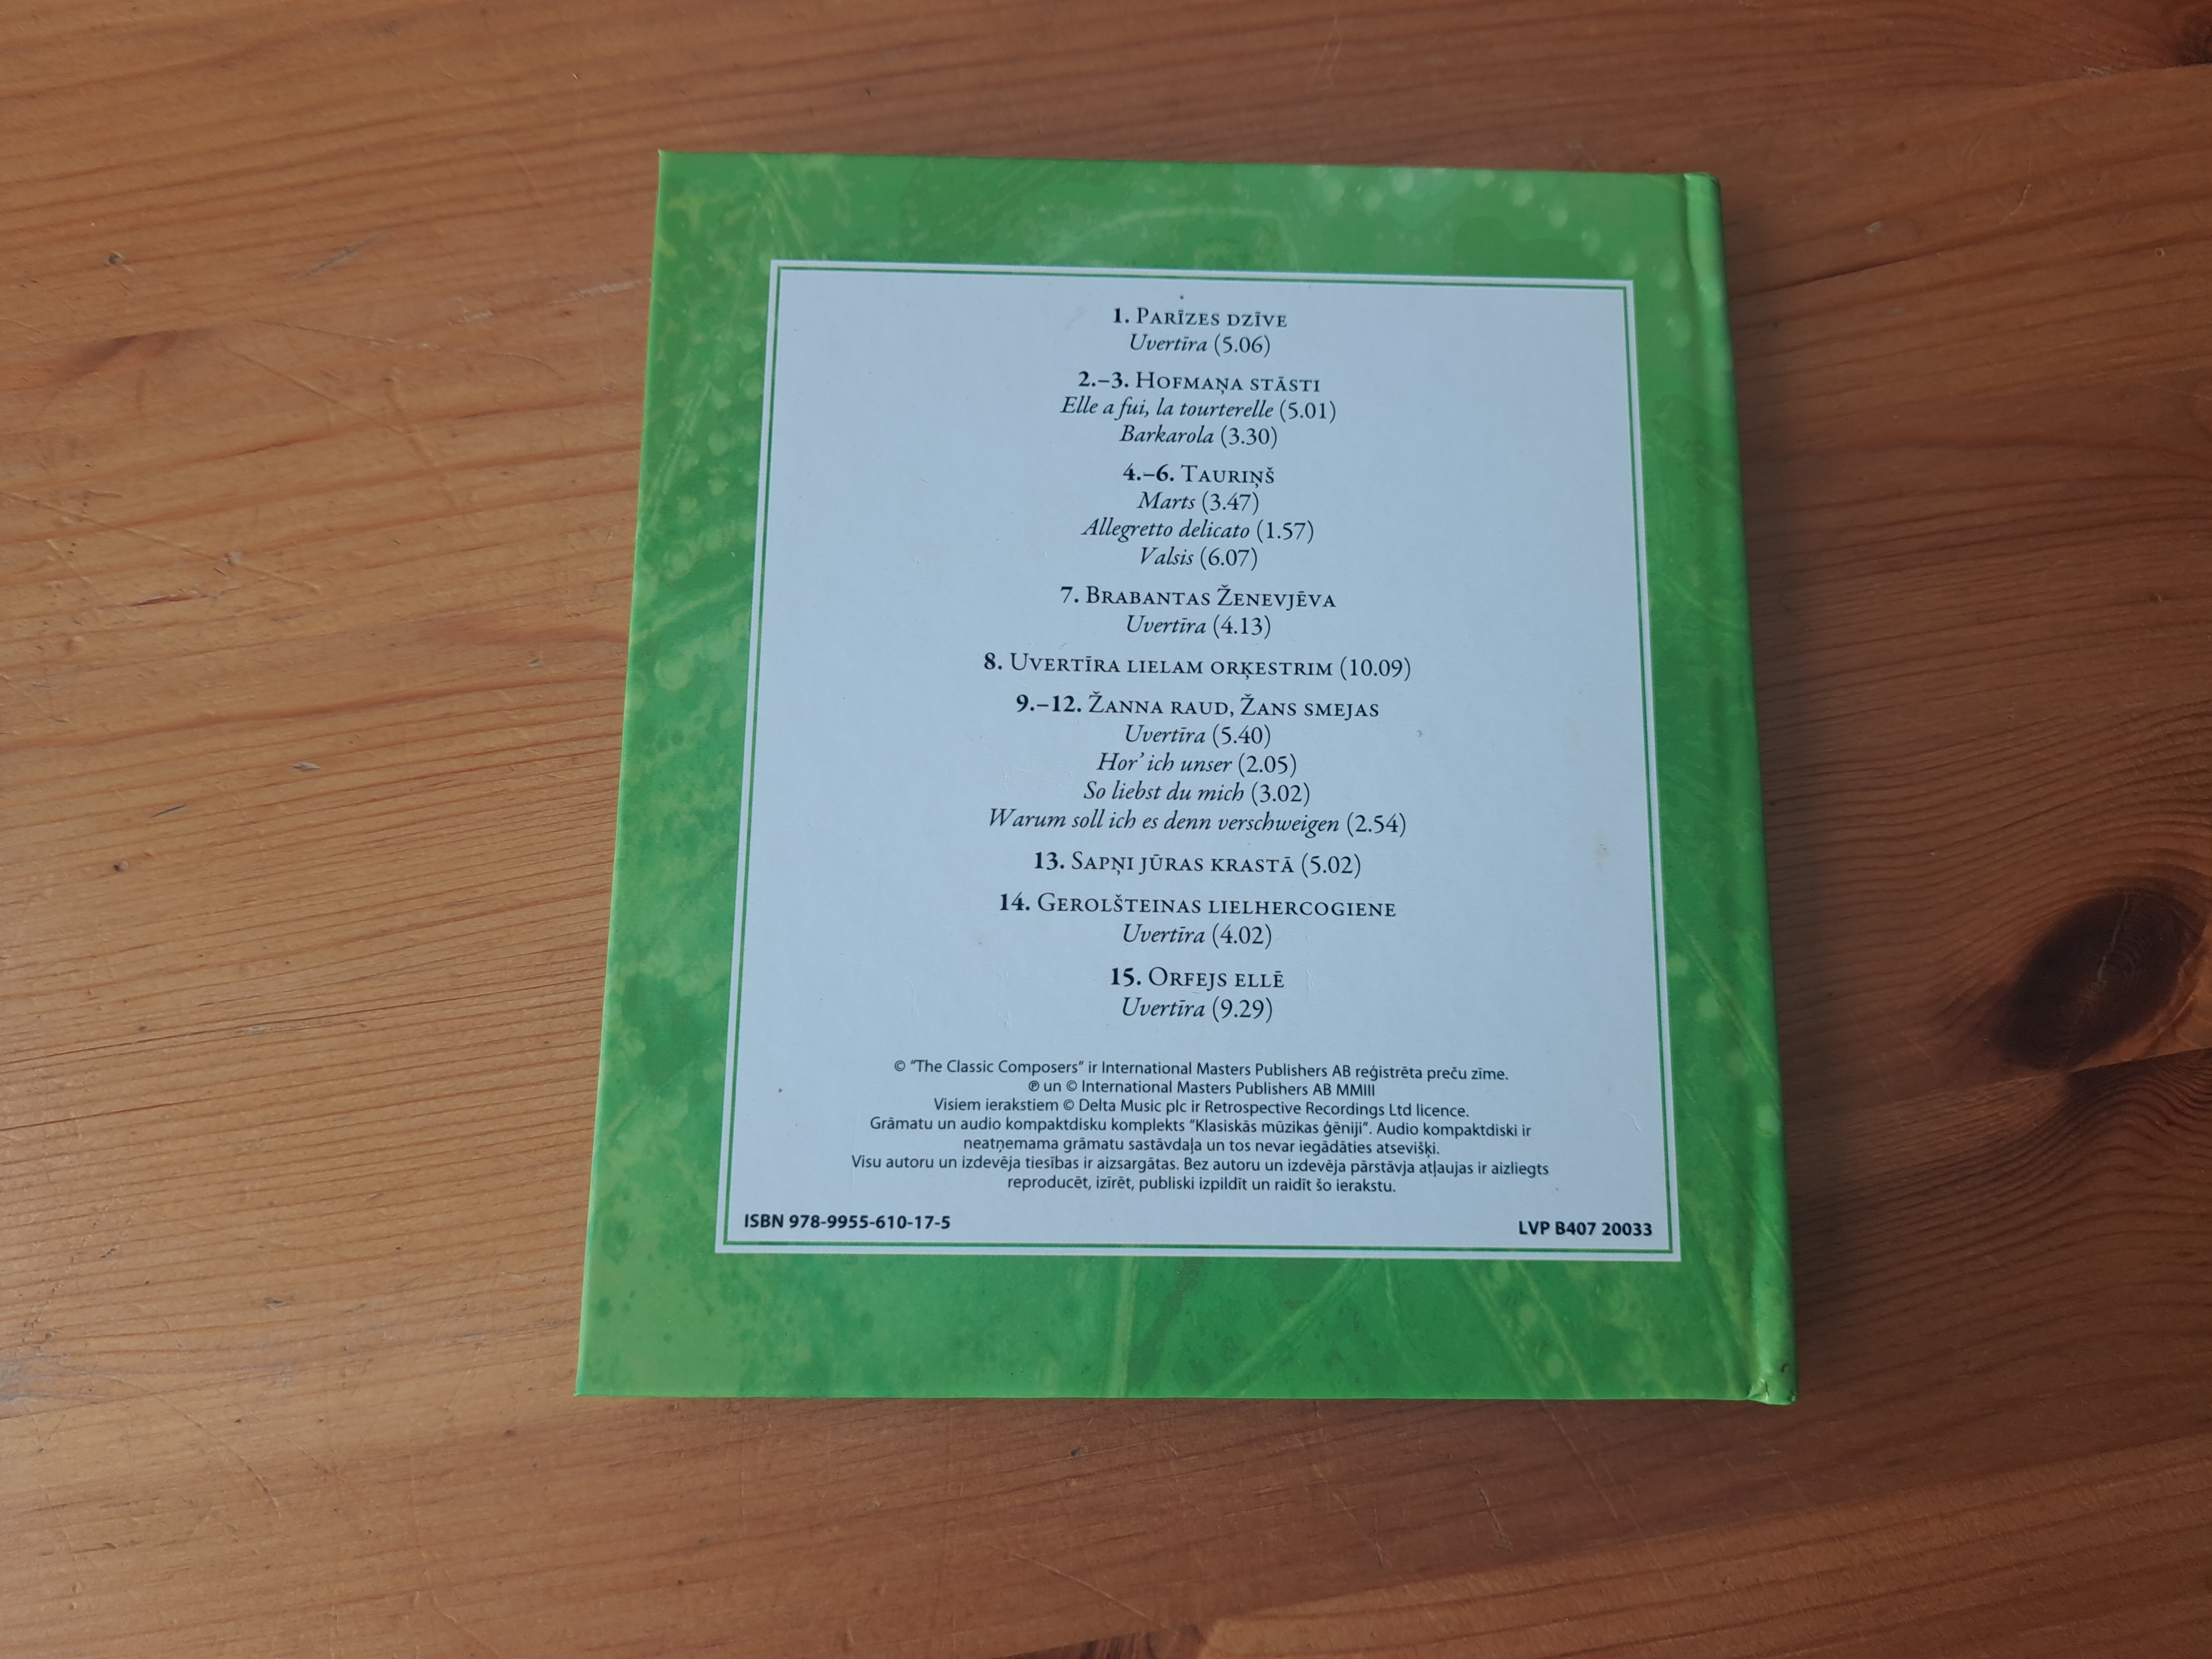 1. Parīzes dzīve
Uvertīra (5.06)
2.–3. Hofmaņa stāsti
Elle a fui, la tourterelle (5.01)
Barkarola (3.30)
4.–6. Tauriņš
Marts (3.47)
Allegretto delicato (1.57)
Valsis (6.07)
7. Brabantas Ženevjēva
Uvertīra (4.13)
8. Uvertīra lielam orķestrim (10.09)
9.–12. Žanna raud, Žans smejas
Uvertīra (5.40)
Hor' ich unser (2.05)
So liebst du mich (3.02)
Warum soll ich es denn verschweigen (2.54)
13. Sapņi jūras krastā (5.02)
14. Gerolšteinas lielhercogiene
Uvertīra (4.02)
15. Orfejs ellē
Uvertīra (9.29)
© "The Classic Composers" ir International Masters Publishers AB reģistrēta preču zīme.
℗ un © International Masters Publishers AB MMIII
Visiem ierakstiem © Delta Music plc ir Retrospective Recordings Ltd licence.
Grāmatu un audio kompaktdisku komplekts "Klasiskās mūzikas ģēniji". Audio kompaktdiski ir
neatņemama grāmatu sastāvdaļa un tos nevar iegādāties atsevišķi.
Visu autoru un izdevēja tiesības ir aizsargātas. Bez autoru un izdevēja pārstāvja atļaujas ir aizliegts
reproducēt, izīrēt, publiski izpildīt un raidīt šo ierakstu.
ISBN 978-9955-610-17-5
LVP B407 20033